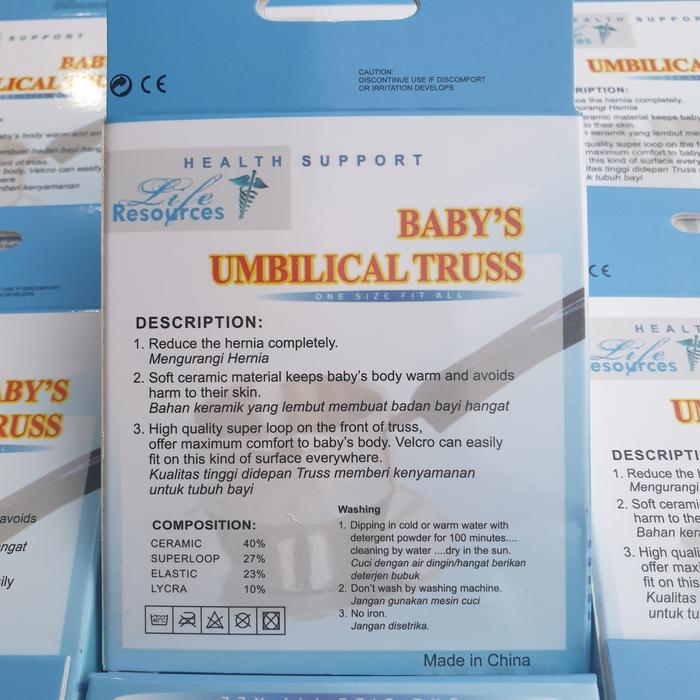 CE
CAUTION:
DISCONTINUE USE IF DISCOMFORT
OR IRRITATION DEVELOPS
HEALTH SUPPORT
Life
Resources
BABY'S
UMBILICAL TRUSS
ONE SIZE FIT ALL
DESCRIPTION:
1. Reduce the hernia completely.
Mengurangi Hernia
2. Soft ceramic material keeps baby's body warm and avoids
harm to their skin.
Bahan keramik yang lembut membuat badan bayi hangat
3. High quality super loop on the front of truss,
offer maximum comfort to baby's body. Velcro can easily
fit on this kind of surface everywhere.
Kualitas tinggi didepan Truss memberi kenyamanan
untuk tubuh bayi
COMPOSITION:
CERAMIC 40%
SUPERLOOP 27%
ELASTIC 23%
LYCRA 10%
Washing
1. Dipping in cold or warm water with
detergent powder for 100 minutes....
cleaning by water ....dry in the sun.
Cuci dengan air dingin/hangat berikan
deterjen bubuk
2. Don't wash by washing machine.
Jangan gunakan mesin cuci
3. No iron.
Jangan disetrika.
Made in China